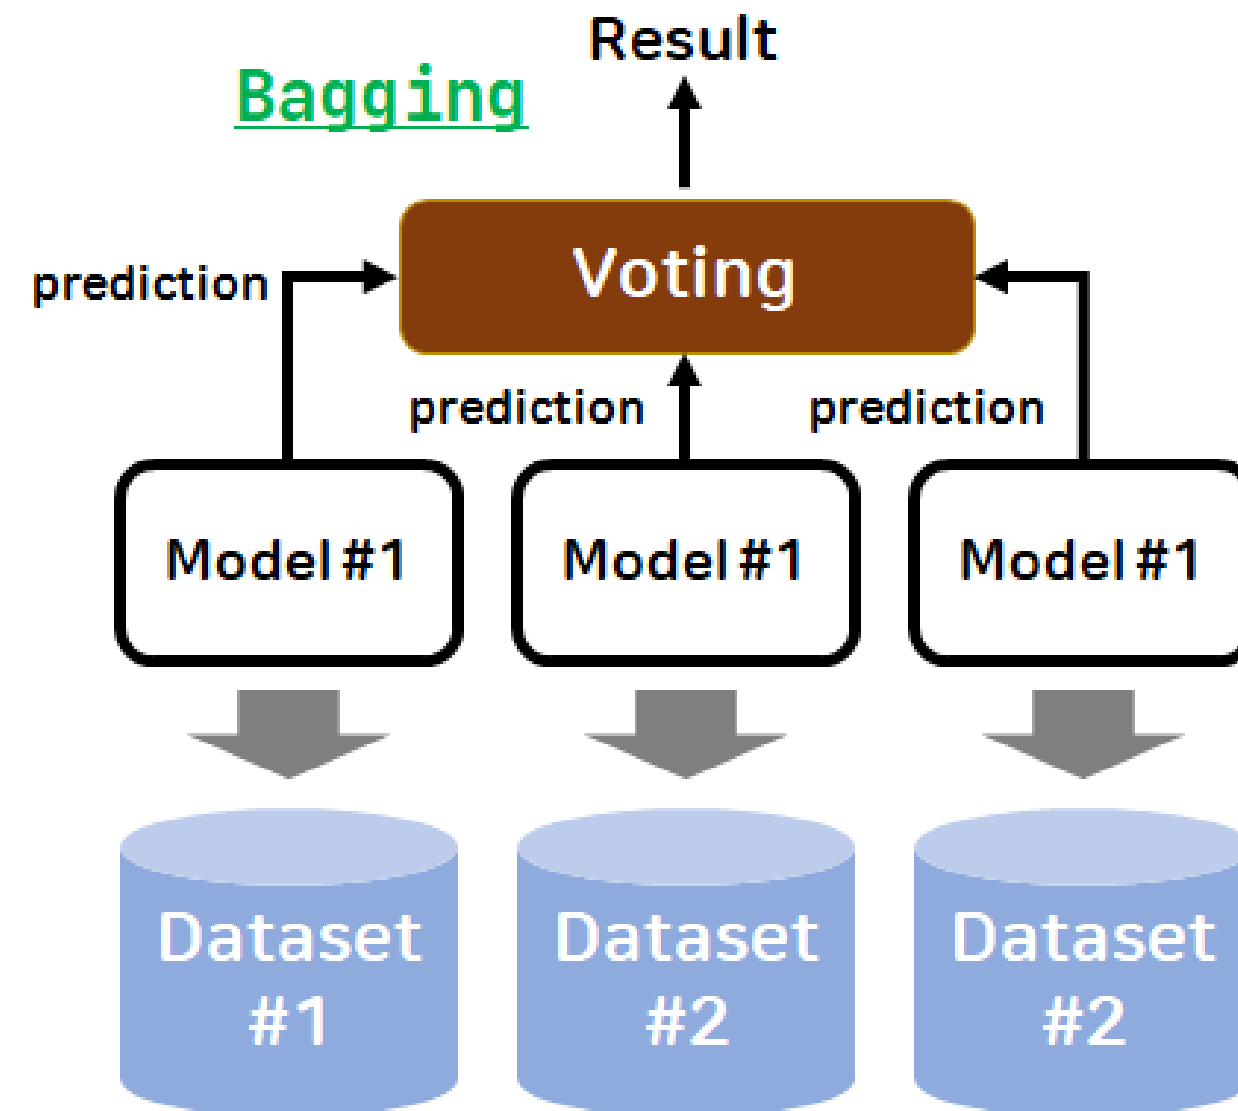 Result
Bagging
Voting
prediction
prediction
prediction
Model #1
Model #1
Model #1
Dataset
#1
Dataset
#2
Dataset
#2